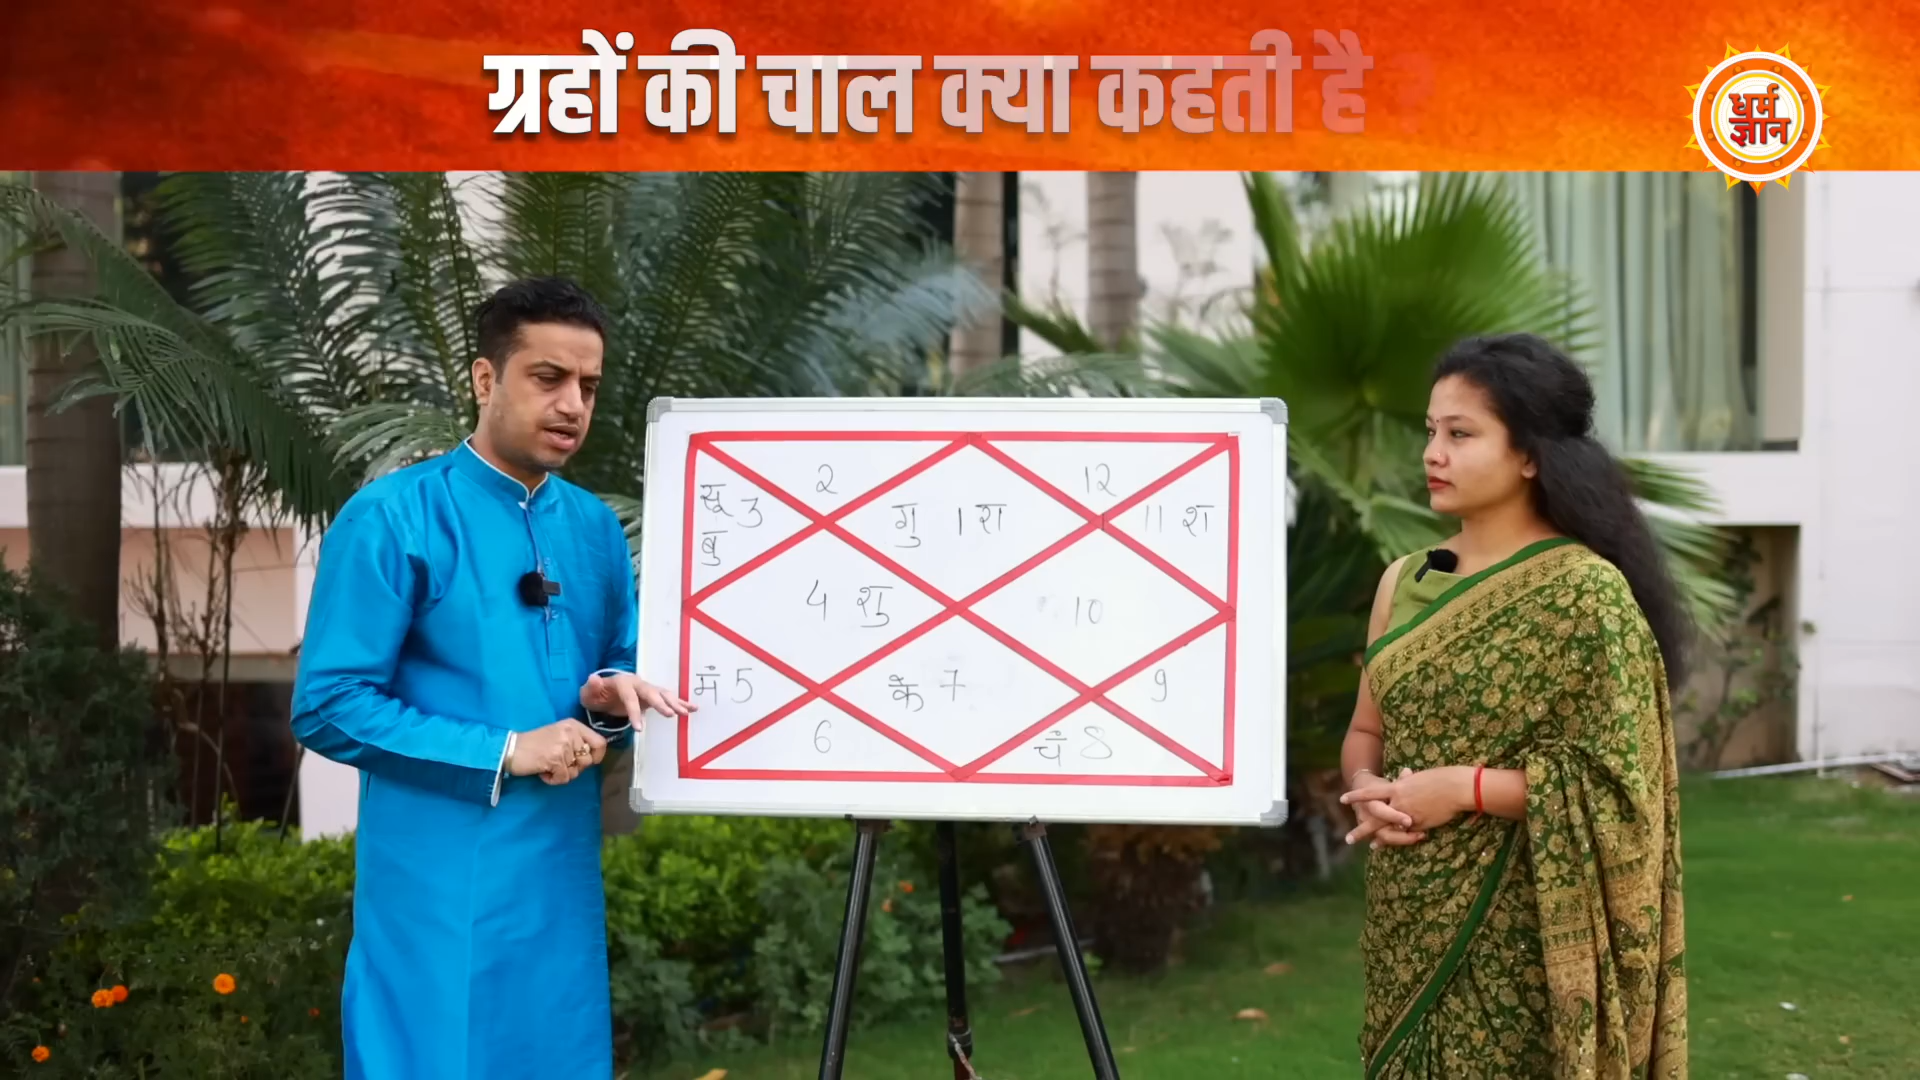 ग्रहों की चाल क्या कहती है ?
धर्म
ज्ञान
2
12
सू 3
बु
गु 1 रा
11 श
4 शु
10
मं 5
के 7
9
6
चं 8